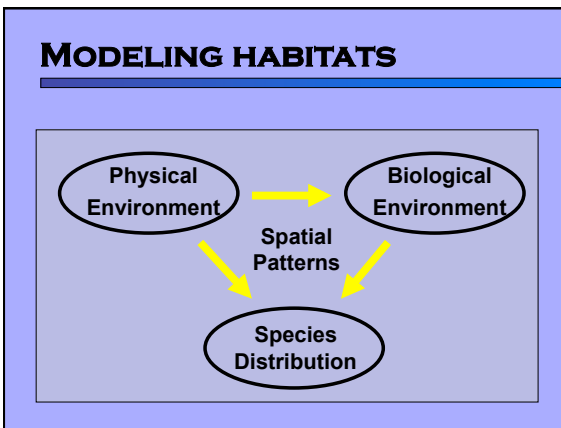 MODELING HABITATS
Physical
Environment
Biological
Environment
Spatial
Patterns
Species
Distribution